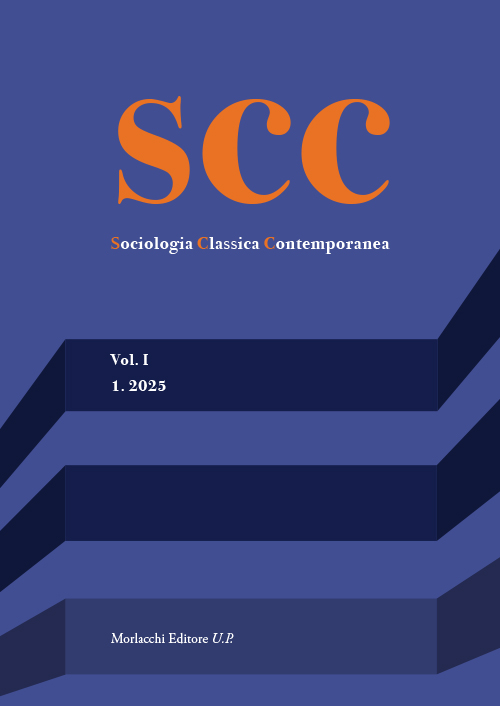 scc
Sociologia Classica Contemporanea
Vol. I
1. 2025
Morlacchi Editore U.P.